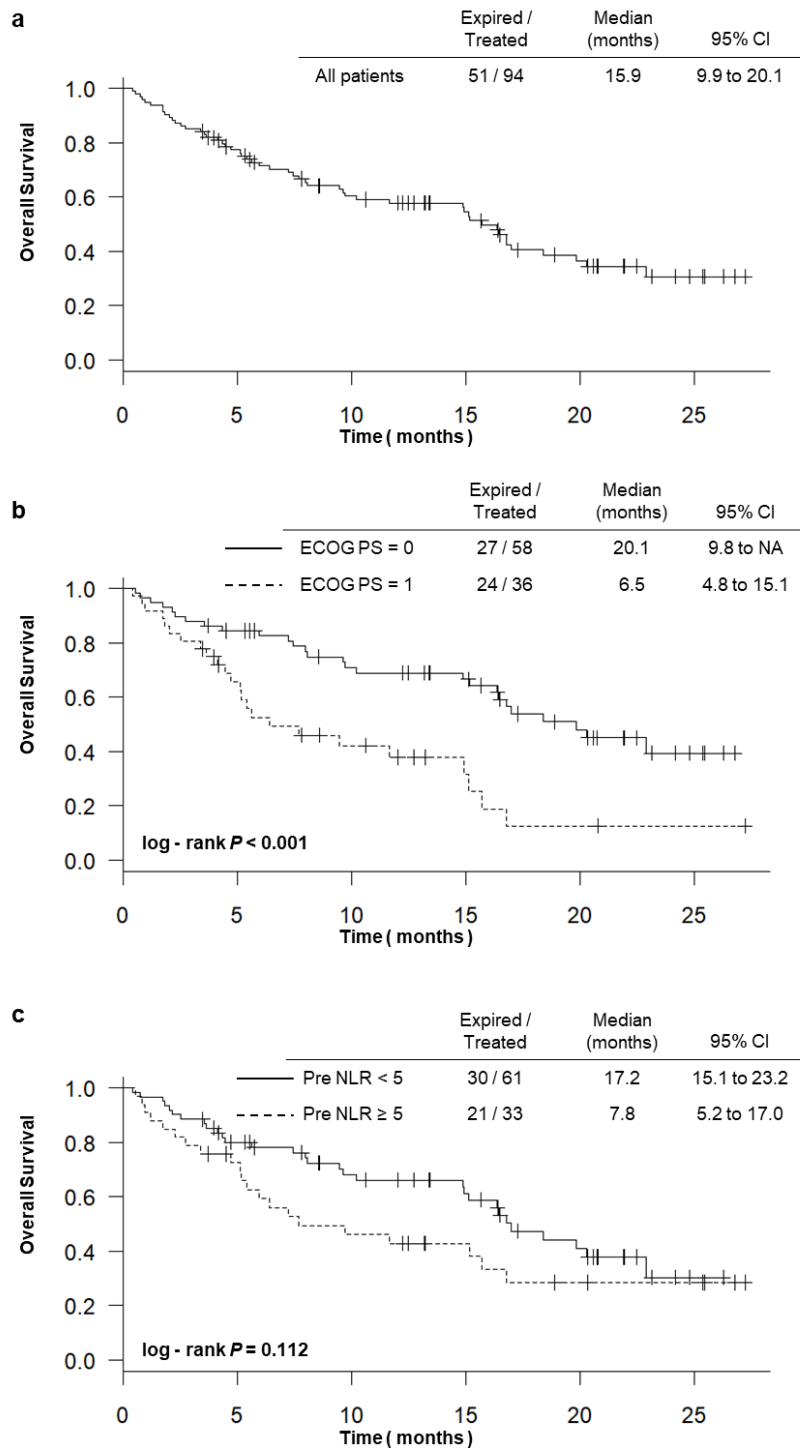 a
Expired / Treated Median (months) 95% CI
All patients 51 / 94 15.9 9.9 to 20.1
Overall Survival
1.0
0.8
0.6
0.4
0.2
0.0
0 5 10 15 20 25
Time ( months )
b
Expired / Treated Median (months) 95% CI
ECOG PS = 0 27 / 58 20.1 9.8 to NA
ECOG PS = 1 24 / 36 6.5 4.8 to 15.1
Overall Survival
1.0
0.8
0.6
0.4
0.2
0.0
log - rank P < 0.001
0 5 10 15 20 25
Time ( months )
c
Expired / Treated Median (months) 95% CI
Pre NLR < 5 30 / 61 17.2 15.1 to 23.2
Pre NLR ≥ 5 21 / 33 7.8 5.2 to 17.0
Overall Survival
1.0
0.8
0.6
0.4
0.2
0.0
log - rank P = 0.112
0 5 10 15 20 25
Time ( months )